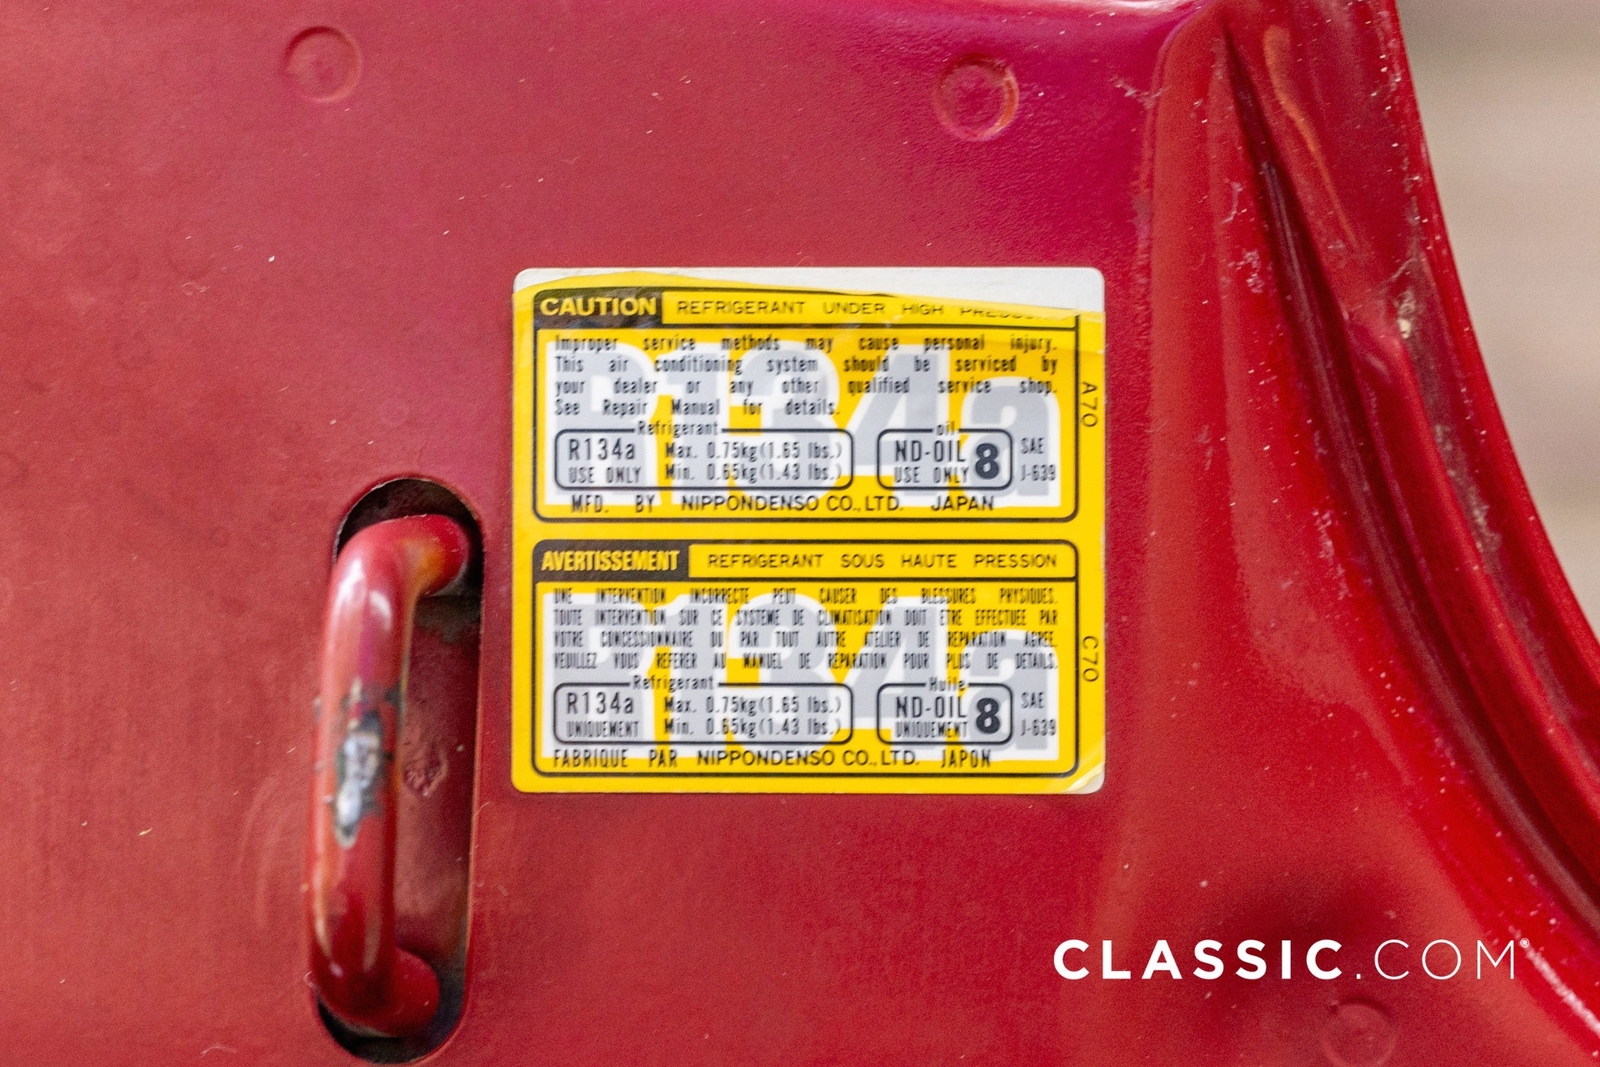 CAUTION REFRIGERANT UNDER HIGH PRESSURE
Improper service methods may cause personal injury.
This air conditioning system should be serviced by
your dealer or any other qualified service shop.
See Repair Manual for details.
Refrigerant oil
R134a Max. 0.75kg(1.65 lbs.) ND-OIL 8 SAE
USE ONLY Min. 0.65kg(1.43 lbs.) USE ONLY J-639
MFD. BY NIPPONDENSO CO., LTD. JAPAN
A70
R134a
AVERTISSEMENT REFRIGERANT SOUS HAUTE PRESSION
UNE INTERVENTION INCORRECTE PEUT CAUSER DES BLESSURES PHYSIQUES.
TOUTE INTERVENTION SUR CE SYSTEME DE CLIMATISATION DOIT ETRE EFFECTUEE PAR
VOTRE CONCESSIONNAIRE OU PAR TOUT AUTRE ATELIER DE REPARATION AGREE.
VEUILLEZ VOUS REFERER AU MANUEL DE REPARATION POUR PLUS DE DETAILS.
Refrigerant Huile
R134a Max. 0.75kg(1.65 lbs.) ND-OIL 8 SAE
UNIQUEMENT Min. 0.65kg(1.43 lbs.) UNIQUEMENT J-639
FABRIQUE PAR NIPPONDENSO CO., LTD. JAPON
C70
R134a
CLASSIC.COM®